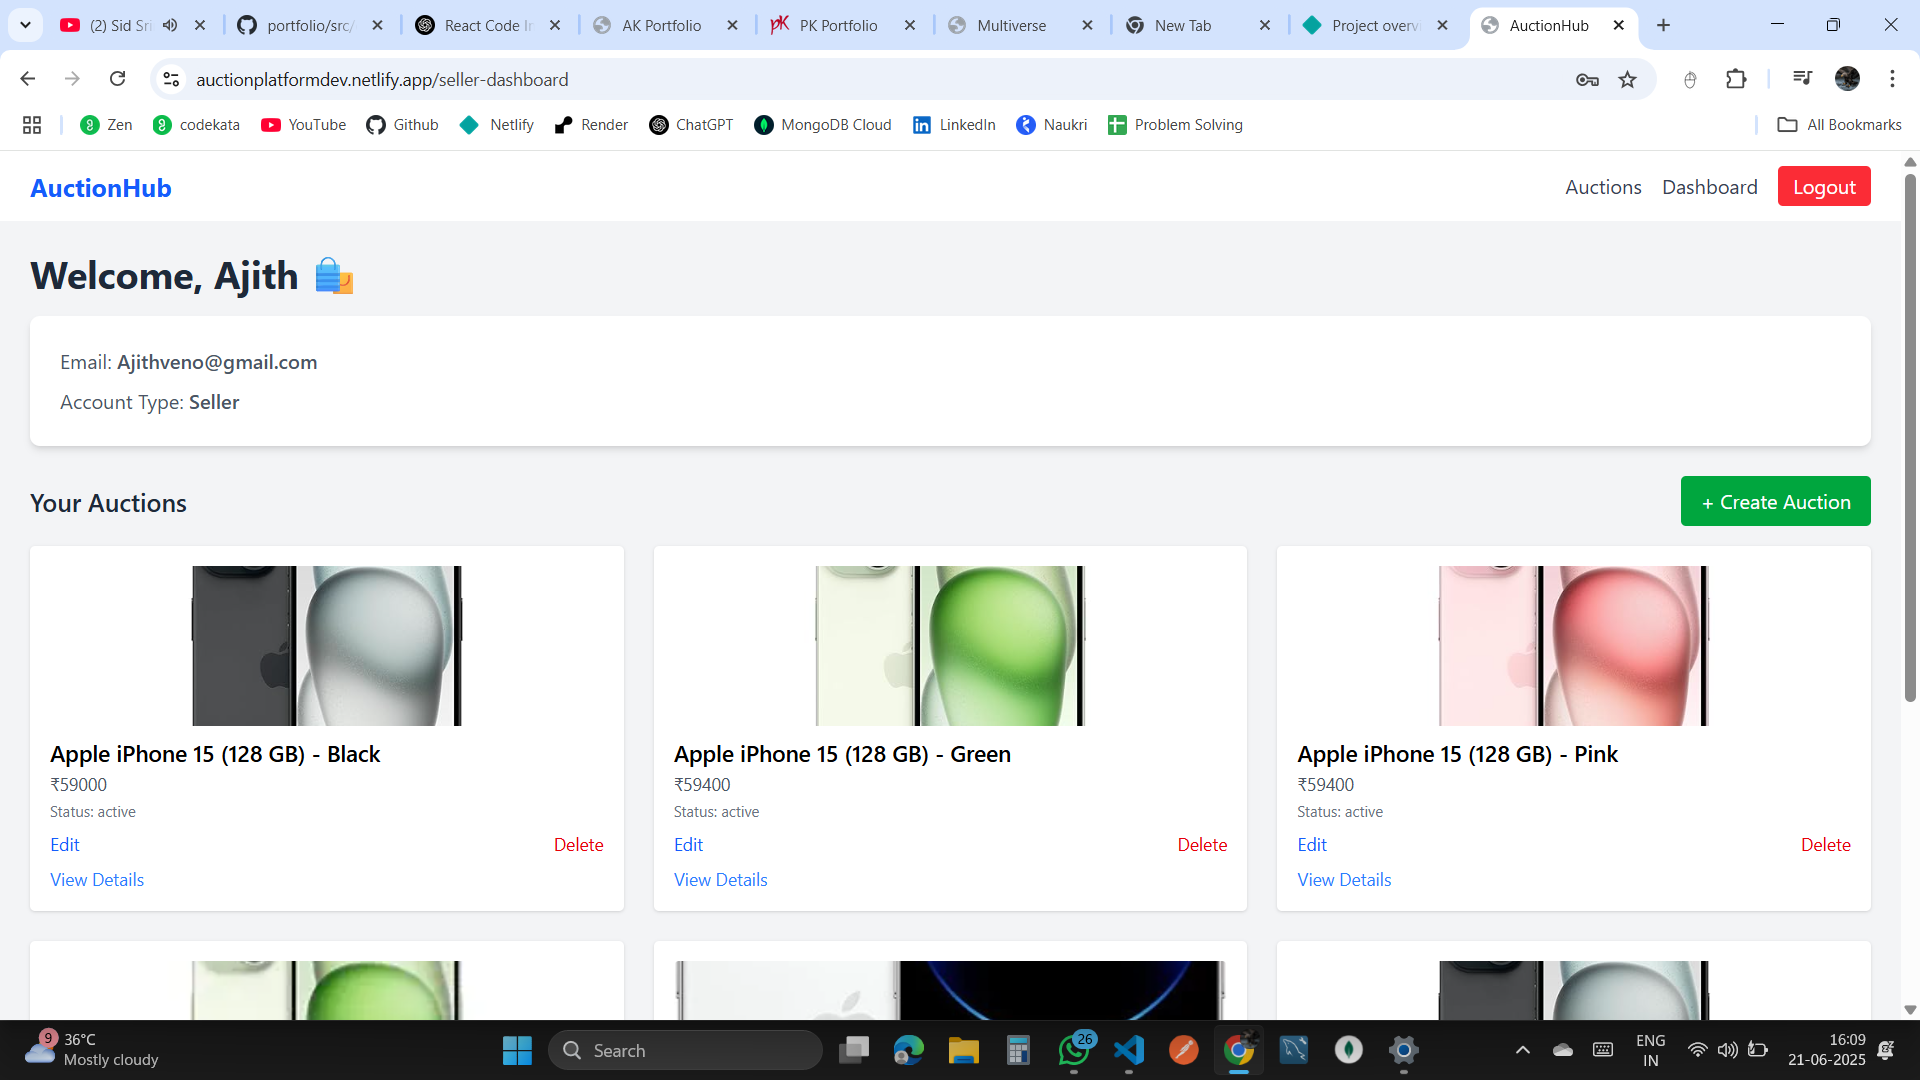 (2) Sid Sri
portfolio/src/
React Code In
AK Portfolio
PK Portfolio
Multiverse
New Tab
Project overvi
AuctionHub
auctionplatformdev.netlify.app/seller-dashboard
Zen
codekata
YouTube
Github
Netlify
Render
ChatGPT
MongoDB Cloud
LinkedIn
Naukri
Problem Solving
All Bookmarks
AuctionHub
Auctions
Dashboard
Logout
Welcome, Ajith
Email: Ajithveno@gmail.com
Account Type: Seller
Your Auctions
+ Create Auction
Apple iPhone 15 (128 GB) - Black
₹59000
Status: active
Edit
Delete
View Details
Apple iPhone 15 (128 GB) - Green
₹59400
Status: active
Edit
Delete
View Details
Apple iPhone 15 (128 GB) - Pink
₹59400
Status: active
Edit
Delete
View Details
9
36°C
Mostly cloudy
Search
26
ENG
IN
16:09
21-06-2025